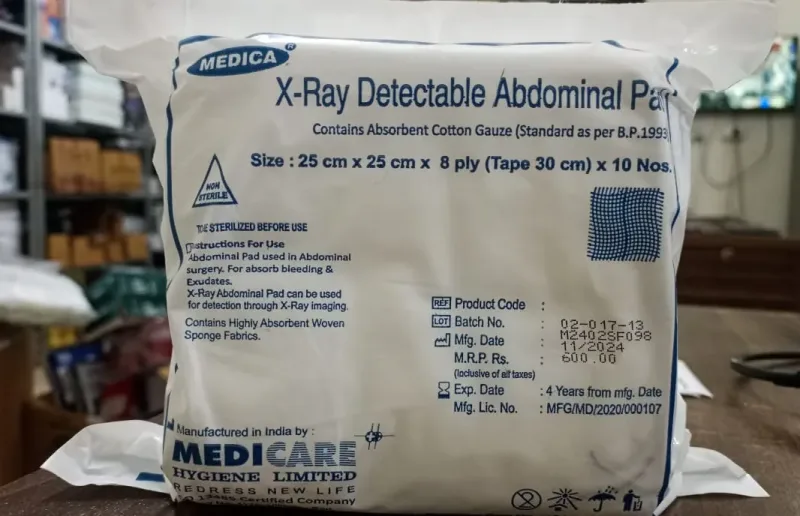 MEDICA®
X-Ray Detectable Abdominal Pa
Contains Absorbent Cotton Gauze (Standard as per B.P.1993
Size : 25 cm x 25 cm x 8 ply (Tape 30 cm) x 10 Nos.
NON
STERILE
STERILIZED BEFORE USE
structions For Use
Abdominal Pad used in Abdominal
surgery. For absorb bleeding &
Exudates.
X-Ray Abdominal Pad can be used
for detection through X-Ray imaging.
Contains Highly Absorbent Woven
Sponge Fabrics.
REF Product Code :
LOT Batch No. : 02-017-13
Mfg. Date : M2402SF098
M.R.P. Rs. : 11/2024
(inclusive of all taxes) 600.00
Exp. Date : 4 Years from mfg. Date
Mfg. Lic. No. : MFG/MD/2020/000107
Manufactured in India by :
MEDICARE
HYGIENE LIMITED
REDRESS NEW LIFE
Certified Company